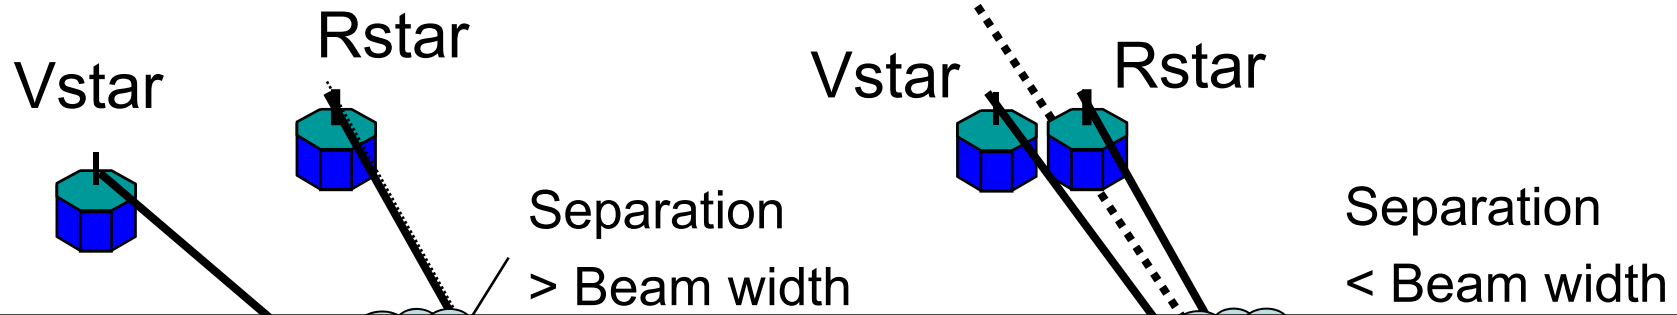 Rstar
Vstar
Separation
> Beam width
Vstar
Rstar
Separation
< Beam width